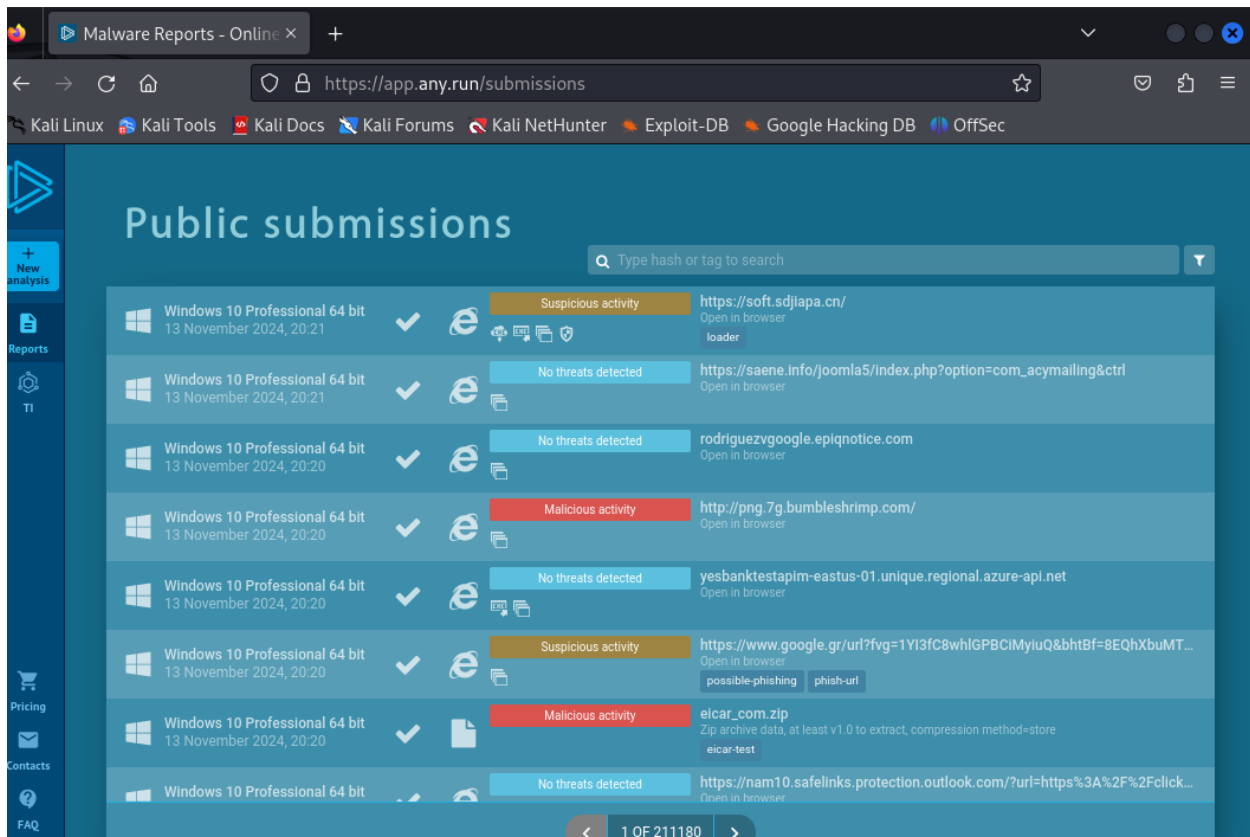 Malware Reports - Online
https://app.any.run/submissions
Kali Linux Kali Tools Kali Docs Kali Forums Kali NetHunter Exploit-DB Google Hacking DB OffSec
Public submissions
New analysis
Type hash or tag to search
Reports
TI
Windows 10 Professional 64 bit
13 November 2024, 20:21
Suspicious activity
https://soft.sdjiapa.cn/
Open in browser
loader
Windows 10 Professional 64 bit
13 November 2024, 20:21
No threats detected
https://saene.info/joomla5/index.php?option=com_acymailing&ctrl
Open in browser
Windows 10 Professional 64 bit
13 November 2024, 20:20
No threats detected
rodriguezvgoogle.epiqnotice.com
Open in browser
Windows 10 Professional 64 bit
13 November 2024, 20:20
Malicious activity
http://png.7g.bumbleshrimp.com/
Open in browser
Windows 10 Professional 64 bit
13 November 2024, 20:20
No threats detected
yesbanktestapim-eastus-01.unique.regional.azure-api.net
Open in browser
Windows 10 Professional 64 bit
13 November 2024, 20:20
Suspicious activity
https://www.google.gr/url?fvg=1YI3fC8whlGPBCiMyiuQ&bhtBf=8EQhXbuMT...
Open in browser
possible-phishing phish-url
Windows 10 Professional 64 bit
13 November 2024, 20:20
Malicious activity
eicar_com.zip
Zip archive data, at least v1.0 to extract, compression method=store
eicar-test
Windows 10 Professional 64 bit
No threats detected
https://nam10.safelinks.protection.outlook.com/?url=https%3A%2F%2Fclick...
Open in browser
Pricing
Contacts
FAQ
1 OF 211180